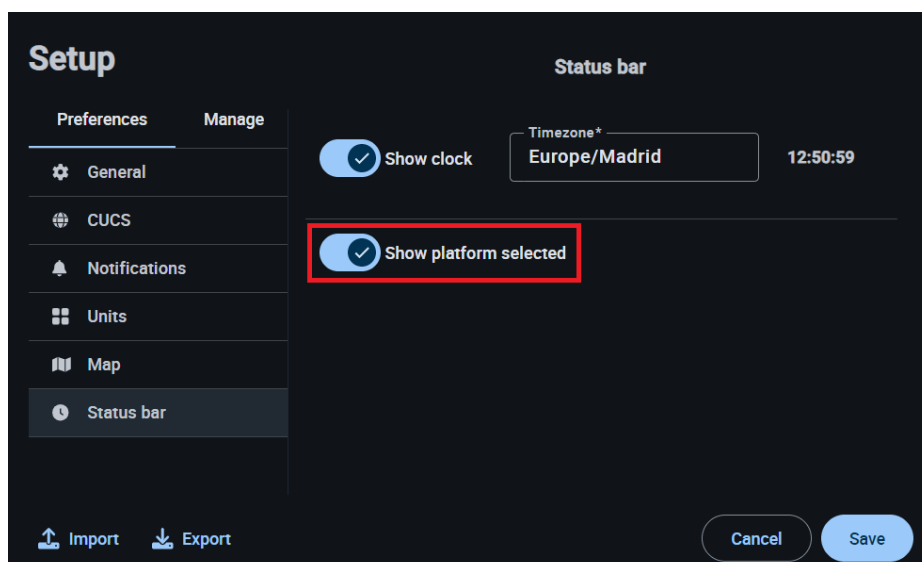 Setup
Status bar
Preferences
Manage
Show clock
Timezone*
Europe/Madrid
12:50:59
General
CUCS
Show platform selected
Notifications
Units
Map
Status bar
Import
Export
Cancel
Save